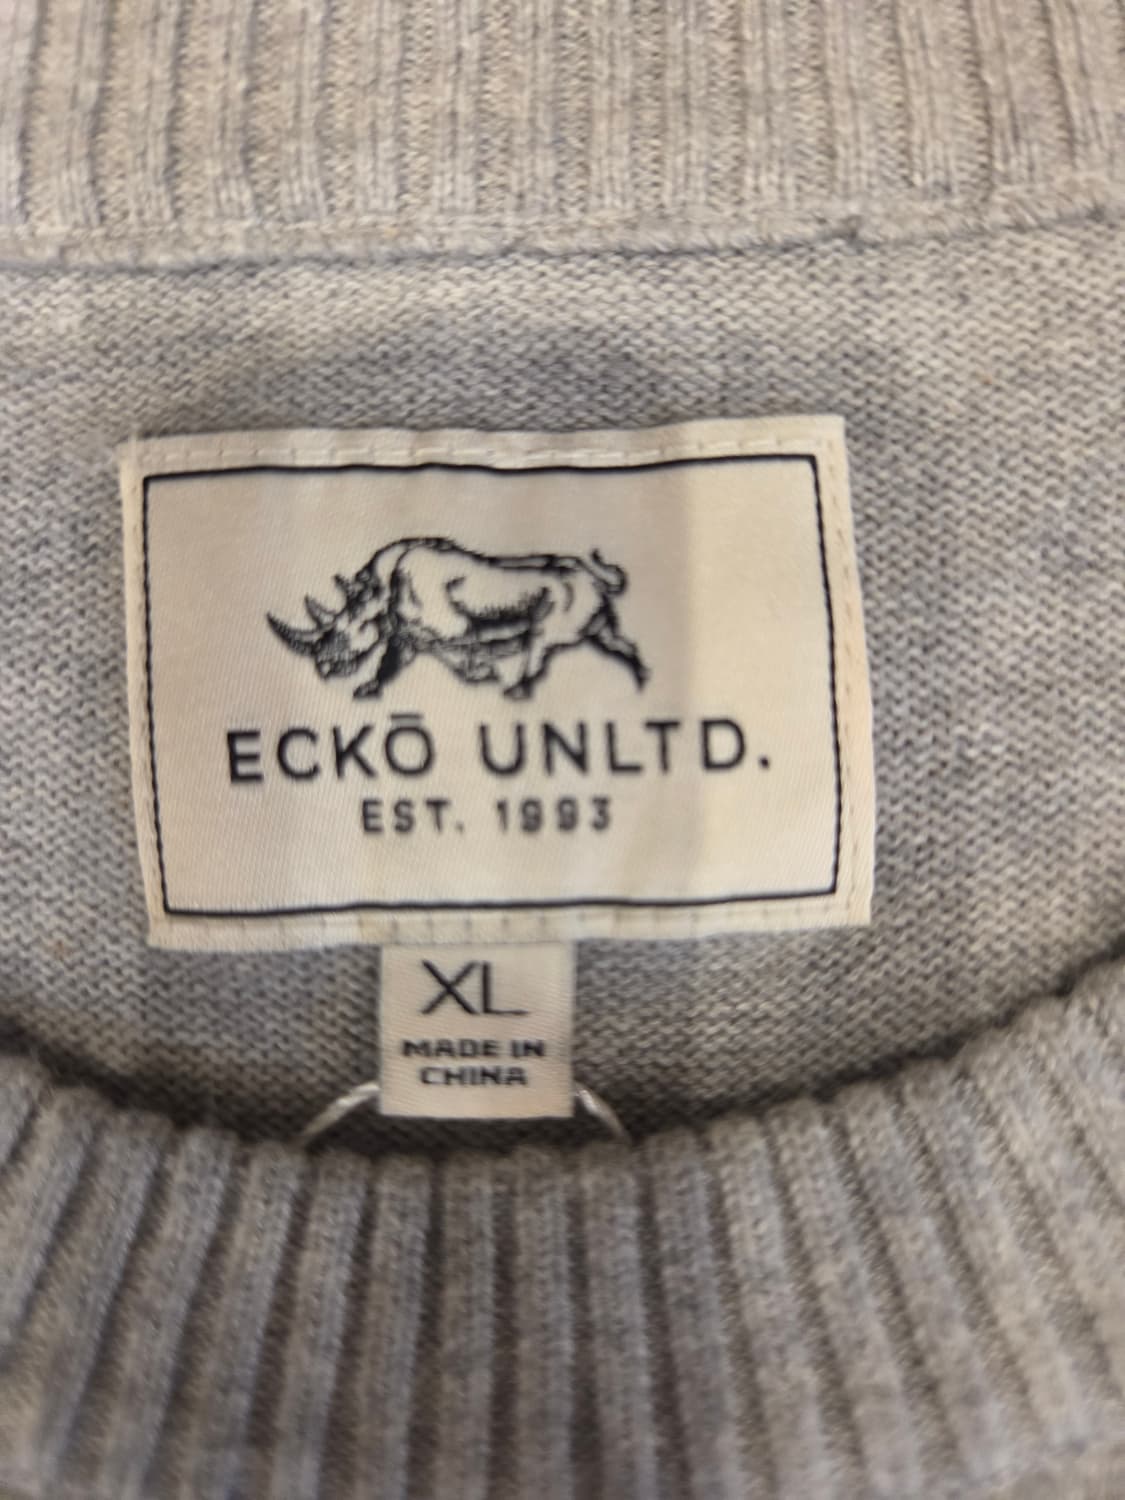 ECKŌ UNLTD.
EST. 1993
XL
MADE IN
CHINA